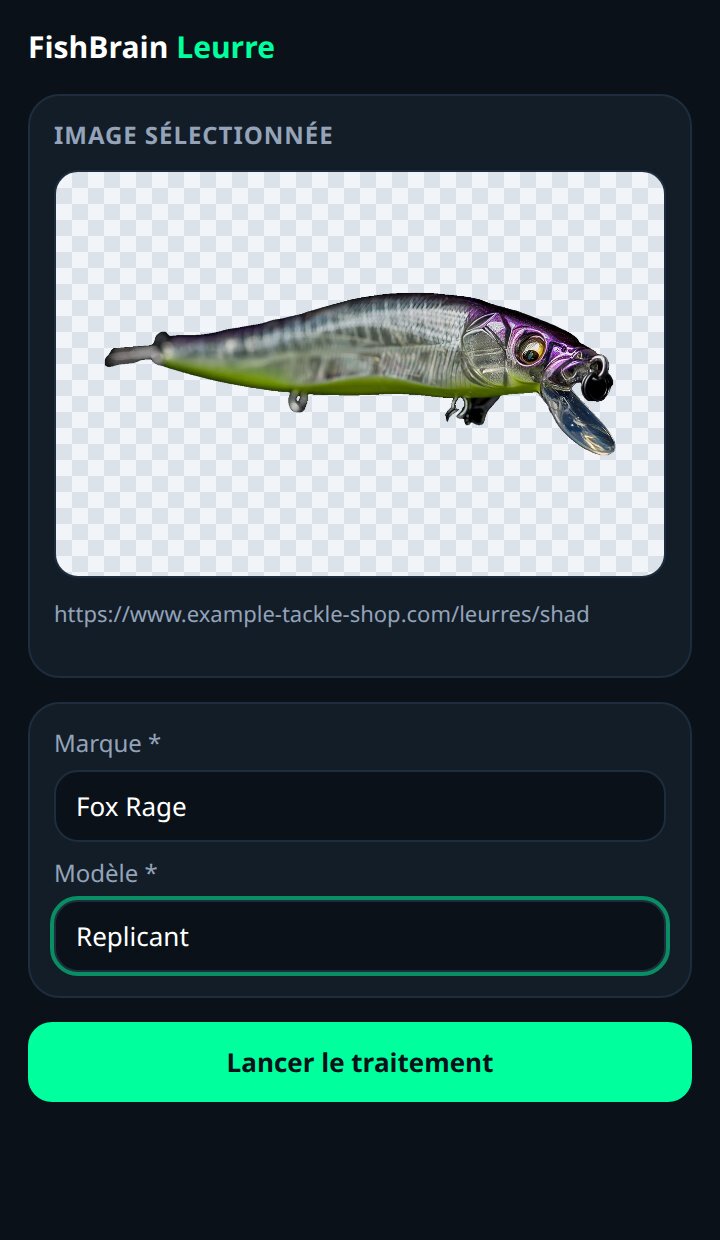 FishBrain Leurre
IMAGE SÉLECTIONNÉE
https://www.example-tackle-shop.com/leurres/shad
Marque *
Fox Rage
Modèle *
Replicant
Lancer le traitement